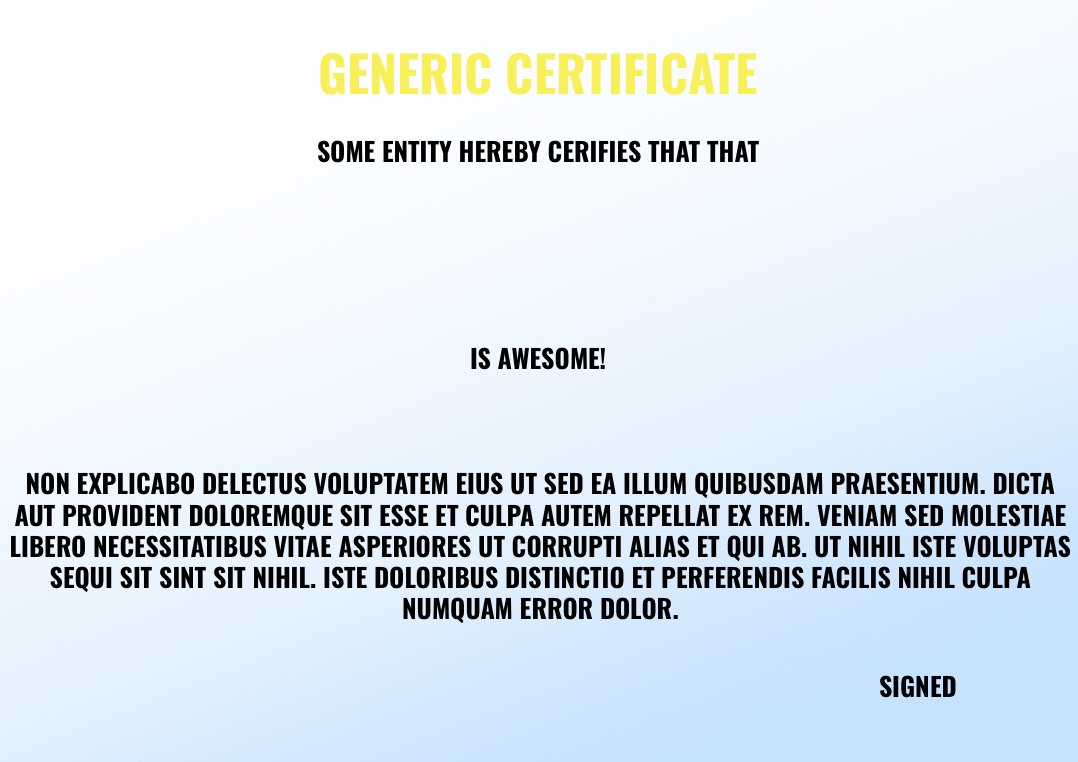 GENERIC CERTIFICATE
SOME ENTITY HEREBY CERIFIES THAT THAT
IS AWESOME!
NON EXPLICABO DELECTUS VOLUPTATEM EIUS UT SED EA ILLUM QUIBUSDAM PRAESENTIUM. DICTA
AUT PROVIDENT DOLOREMQUE SIT ESSE ET CULPA AUTEM REPELLAT EX REM. VENIAM SED MOLESTIAE
LIBERO NECESSITATIBUS VITAE ASPERIORES UT CORRUPTI ALIAS ET QUI AB. UT NIHIL ISTE VOLUPTAS
SEQUI SIT SINT SIT NIHIL. ISTE DOLORIBUS DISTINCTIO ET PERFERENDIS FACILIS NIHIL CULPA
NUMQUAM ERROR DOLOR.
SIGNED